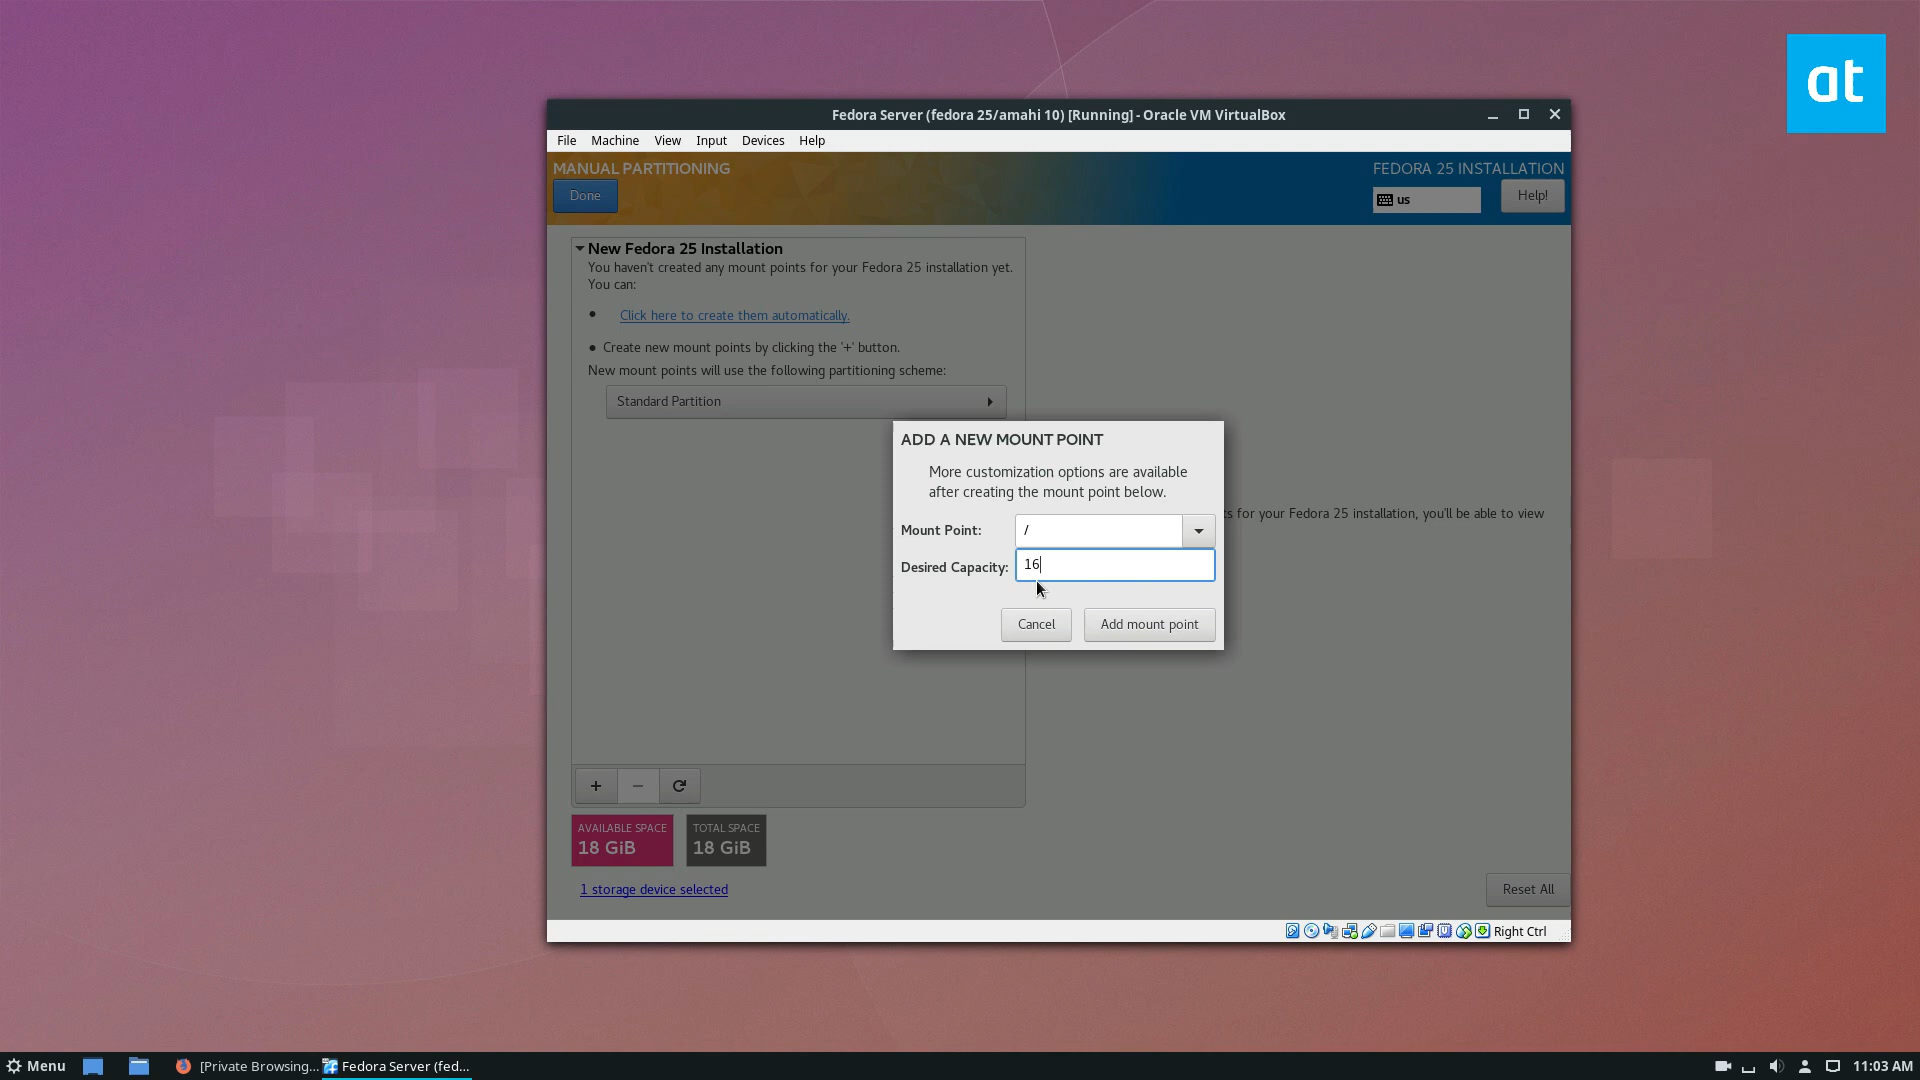 at
Fedora Server (fedora 25/amahi 10) [Running] - Oracle VM VirtualBox
File Machine View Input Devices Help
MANUAL PARTITIONING
FEDORA 25 INSTALLATION
Done
us
Help!
New Fedora 25 Installation
You haven't created any mount points for your Fedora 25 installation yet.
You can:
• Click here to create them automatically.
• Create new mount points by clicking the '+' button.
New mount points will use the following partitioning scheme:
Standard Partition
ADD A NEW MOUNT POINT
More customization options are available
after creating the mount point below.
Mount Point: /
Desired Capacity: 16
Cancel Add mount point
for your Fedora 25 installation, you'll be able to view
+ −
AVAILABLE SPACE
18 GiB
TOTAL SPACE
18 GiB
1 storage device selected
Reset All
Right Ctrl
Menu
[Private Browsing...
Fedora Server (fed...
11:03 AM